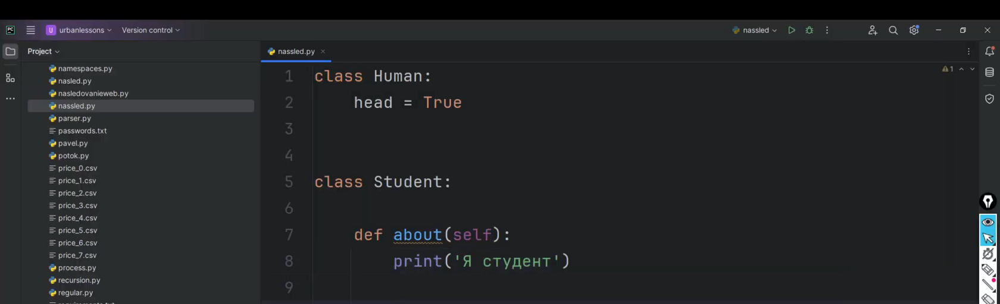 PC U urbanlessons Version control nassled
Project
nassled.py
namespaces.py
nasled.py
nasledovanieweb.py
nassled.py
parser.py
passwords.txt
pavel.py
potok.py
price_0.csv
price_1.csv
price_2.csv
price_3.csv
price_4.csv
price_5.csv
price_6.csv
price_7.csv
process.py
recursion.py
regular.py
1
1 class Human:
2 head = True
3
4
5 class Student:
6
7 def about(self):
8 print('Я студент')
9